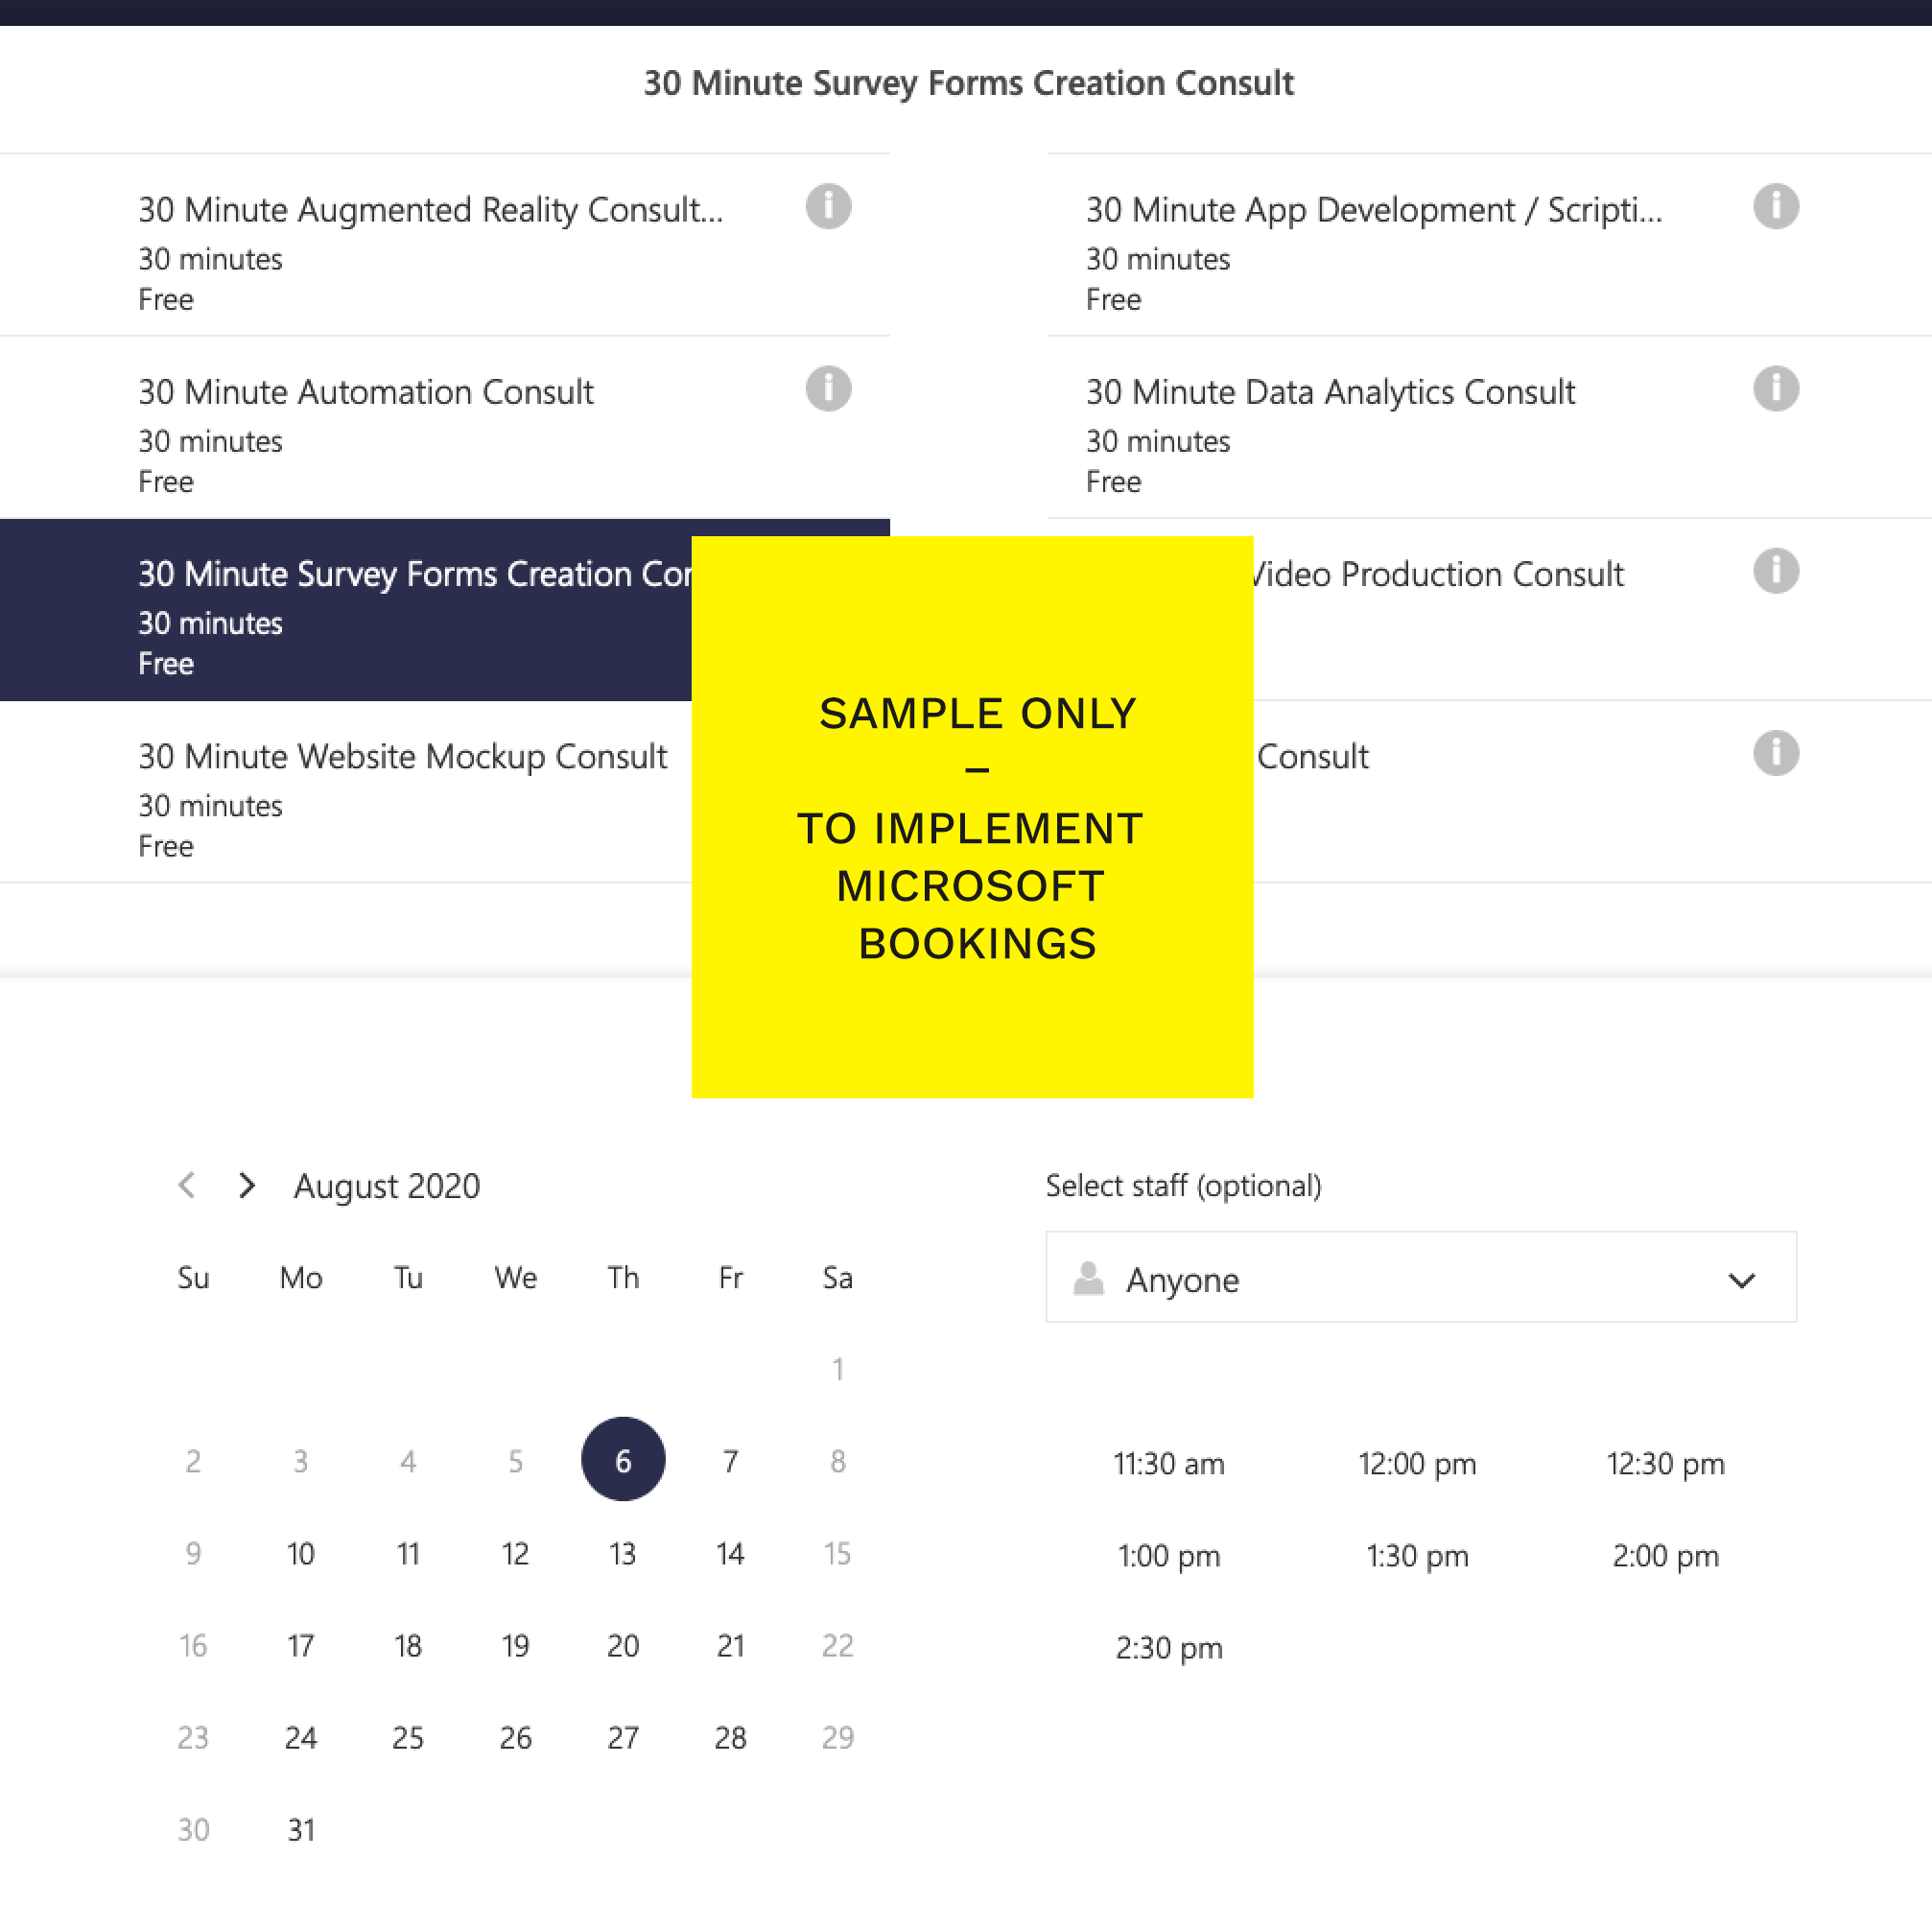 30 Minute Survey Forms Creation Consult
30 Minute Augmented Reality Consult...
30 minutes
Free
30 Minute App Development / Scripti...
30 minutes
Free
30 Minute Automation Consult
30 minutes
Free
30 Minute Data Analytics Consult
30 minutes
Free
30 Minute Survey Forms Creation
30 minutes
Free
Video Production Consult
30 Minute Website Mockup Consult
30 minutes
Free
Consult
SAMPLE ONLY
–
TO IMPLEMENT
MICROSOFT
BOOKINGS
August 2020
Su Mo Tu We Th Fr Sa
1
2 3 4 5 6 7 8
9 10 11 12 13 14 15
16 17 18 19 20 21 22
23 24 25 26 27 28 29
30 31
Select staff (optional)
Anyone
11:30 am 12:00 pm 12:30 pm
1:00 pm 1:30 pm 2:00 pm
2:30 pm